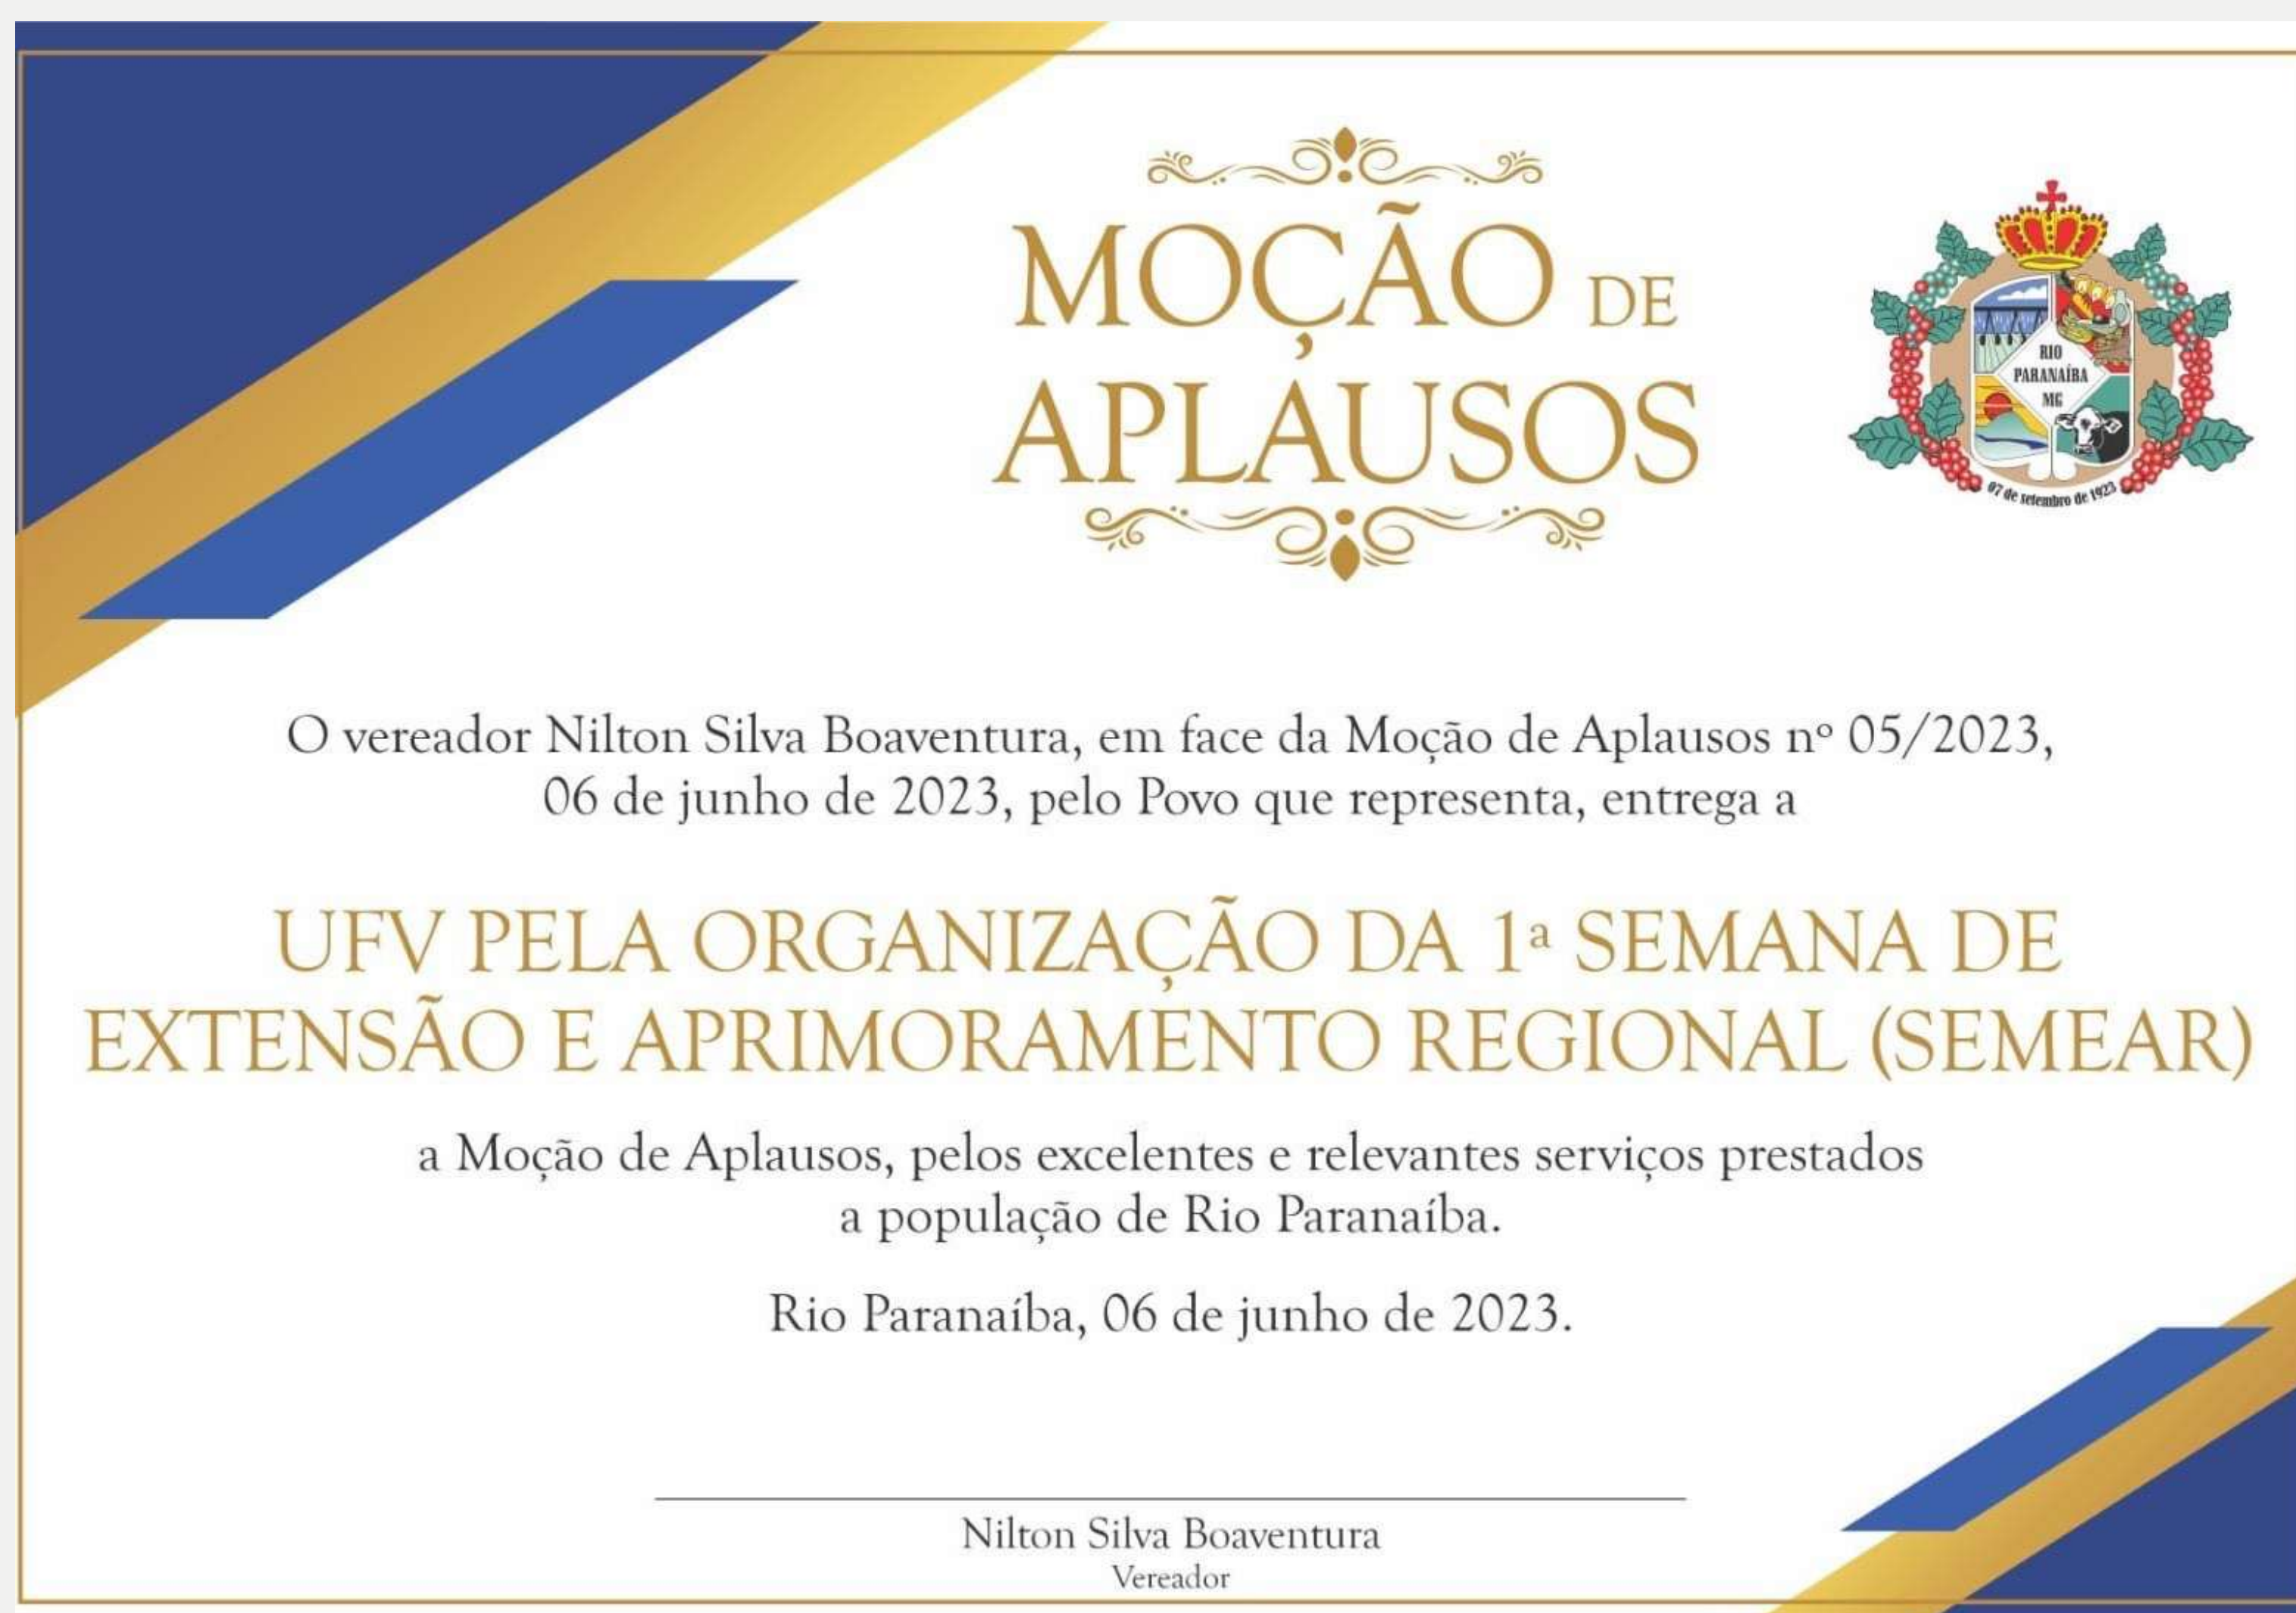 MOÇÃO DE
APLAUSOS
RIO
PARANAÍBA
MG
07 de setembro de 1923
O vereador Nilton Silva Boaventura, em face da Moção de Aplausos nº 05/2023,
06 de junho de 2023, pelo Povo que representa, entrega a
UFV PELA ORGANIZAÇÃO DA 1ª SEMANA DE
EXTENSÃO E APRIMORAMENTO REGIONAL (SEMEAR)
a Moção de Aplausos, pelos excelentes e relevantes serviços prestados
a população de Rio Paranaíba.
Rio Paranaíba, 06 de junho de 2023.
Nilton Silva Boaventura
Vereador